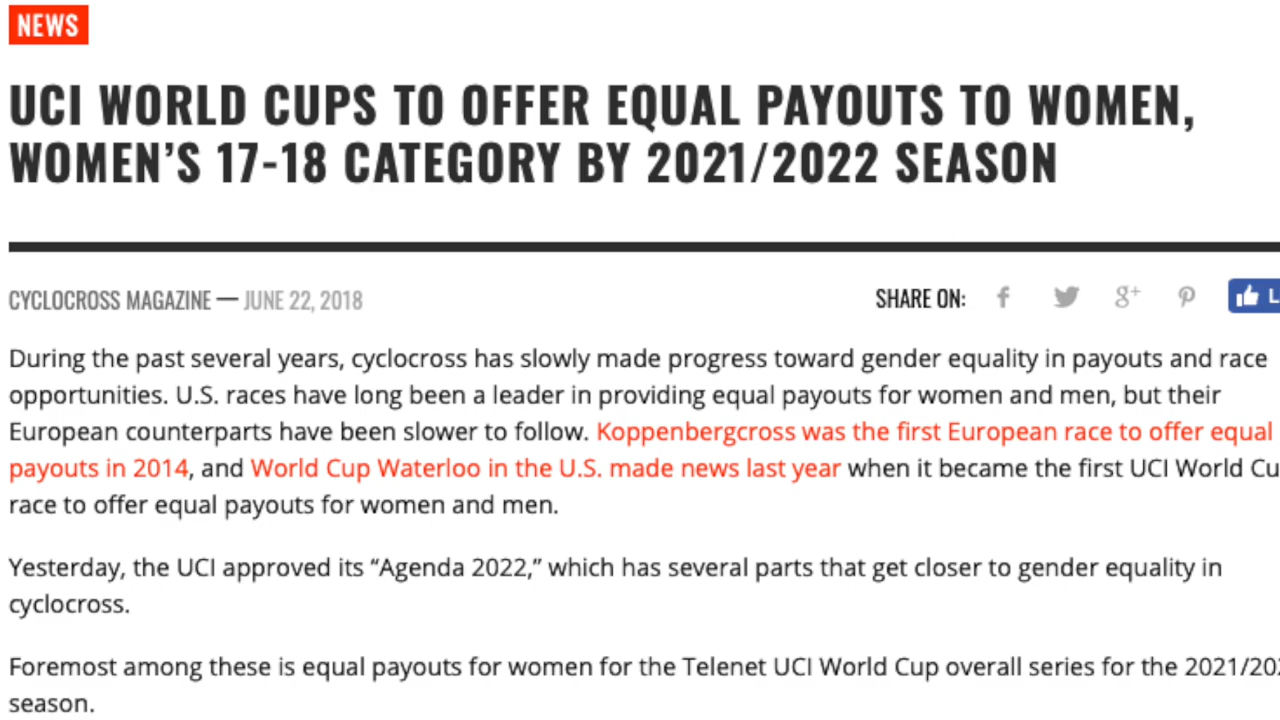 NEWS
UCI WORLD CUPS TO OFFER EQUAL PAYOUTS TO WOMEN,
WOMEN’S 17-18 CATEGORY BY 2021/2022 SEASON
CYCLOCROSS MAGAZINE — JUNE 22, 2018 SHARE ON: f g+ L
During the past several years, cyclocross has slowly made progress toward gender equality in payouts and race
opportunities. U.S. races have long been a leader in providing equal payouts for women and men, but their
European counterparts have been slower to follow. Koppenbergcross was the first European race to offer equal
payouts in 2014, and World Cup Waterloo in the U.S. made news last year when it became the first UCI World Cu
race to offer equal payouts for women and men.
Yesterday, the UCI approved its “Agenda 2022,” which has several parts that get closer to gender equality in
cyclocross.
Foremost among these is equal payouts for women for the Telenet UCI World Cup overall series for the 2021/20
season.